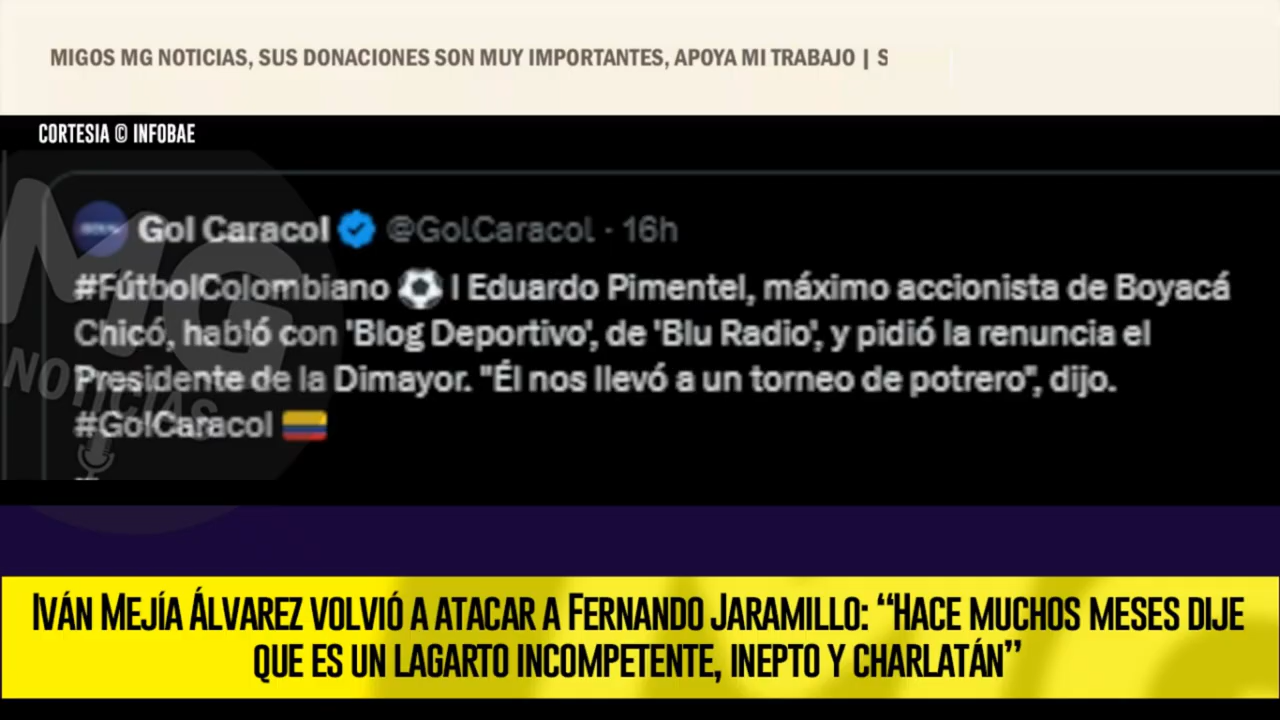 MIGOS MG NOTICIAS, SUS DONACIONES SON MUY IMPORTANTES, APOYA MI TRABAJO | S
CORTESIA © INFOBAE
Gol Caracol @GolCaracol · 16h
#FútbolColombiano ⚽ | Eduardo Pimentel, máximo accionista de Boyacá
Chicó, habló con 'Blog Deportivo', de 'Blu Radio', y pidió la renuncia el
Presidente de la Dimayor. "Él nos llevó a un torneo de potrero", dijo.
#GolCaracol 🇨🇴
MG
NOTICIAS
IVÁN MEJÍA ÁLVAREZ VOLVIÓ A ATACAR A FERNANDO JARAMILLO: “HACE MUCHOS MESES DIJE
QUE ES UN LAGARTO INCOMPETENTE, INEPTO Y CHARLATÁN”